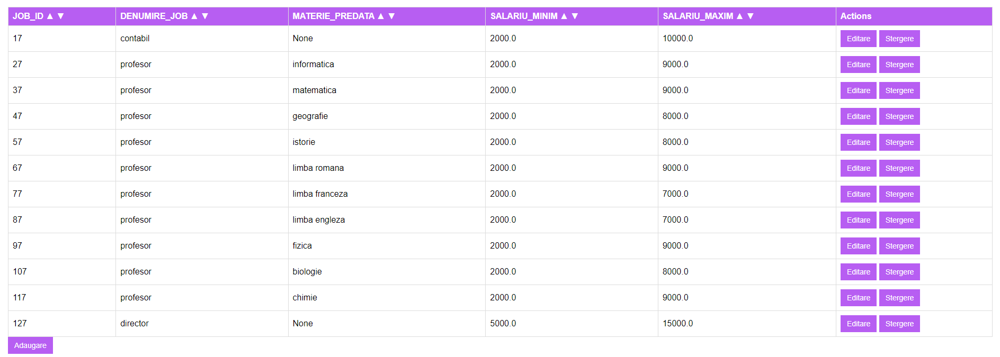 JOB_ID ▲ ▼ DENUMIRE_JOB ▲ ▼ MATERIE_PREDATA ▲ ▼ SALARIU_MINIM ▲ ▼ SALARIU_MAXIM ▲ ▼ Actions
17 contabil None 2000.0 10000.0 Editare Stergere
27 profesor informatica 2000.0 9000.0 Editare Stergere
37 profesor matematica 2000.0 9000.0 Editare Stergere
47 profesor geografie 2000.0 8000.0 Editare Stergere
57 profesor istorie 2000.0 8000.0 Editare Stergere
67 profesor limba romana 2000.0 9000.0 Editare Stergere
77 profesor limba franceza 2000.0 7000.0 Editare Stergere
87 profesor limba engleza 2000.0 7000.0 Editare Stergere
97 profesor fizica 2000.0 9000.0 Editare Stergere
107 profesor biologie 2000.0 8000.0 Editare Stergere
117 profesor chimie 2000.0 9000.0 Editare Stergere
127 director None 5000.0 15000.0 Editare Stergere
Adaugare